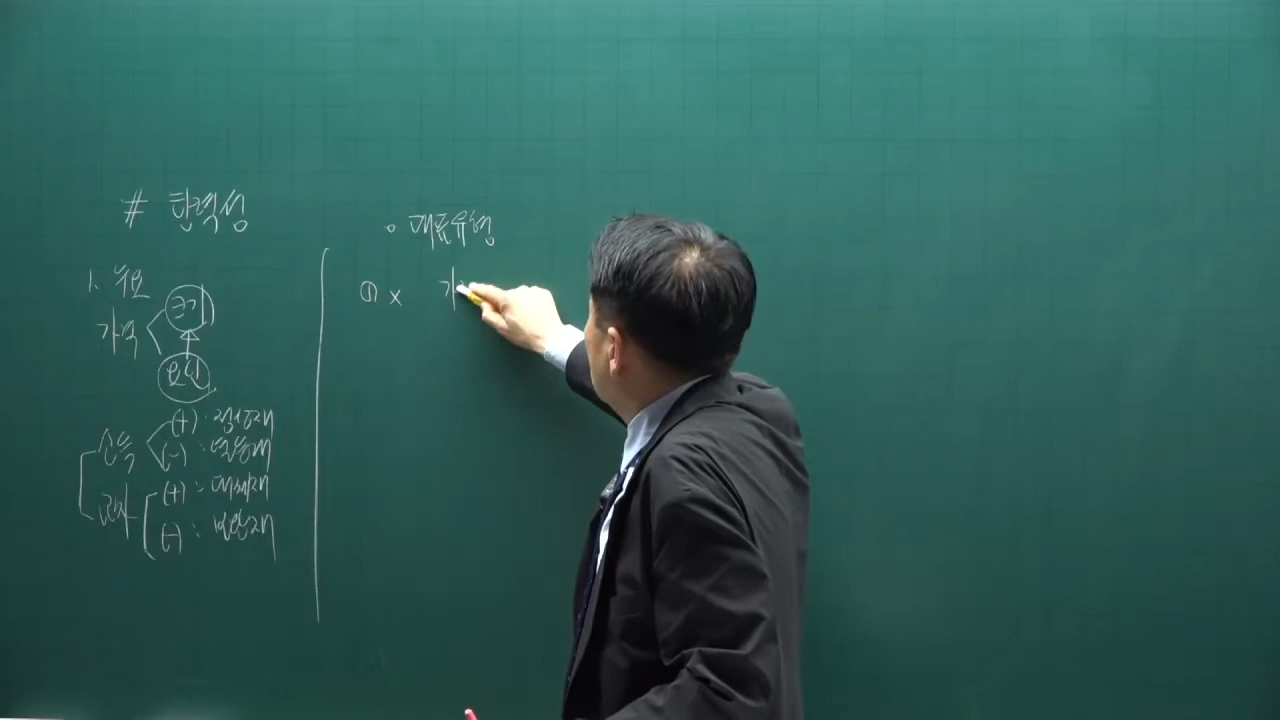 # 탄력성
1. 수요
가격 크기
요인
소득 (+) : 정상재
(-) : 열등재
교차 (+) : 대체재
(-) : 보완재
◦ 대표유형
① x 가